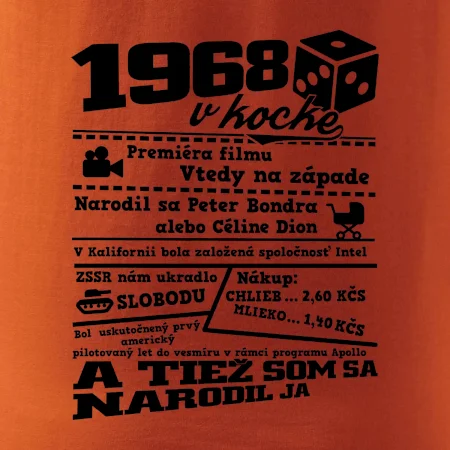 1968
v kocke
Premiéra filmu
Vtedy na západe
Narodil sa Peter Bondra
alebo Céline Dion
V Kalifornii bola založená spoločnosť Intel
ZSSR nám ukradlo
SLOBODU
Nákup:
CHLIEB ... 2,60 KČS
MLIEKO... 1,40 KČS
Bol uskutočnený prvý
americký
pilotovaný let do vesmíru v rámci programu Apollo
A TIEŽ SOM SA
NARODIL JA